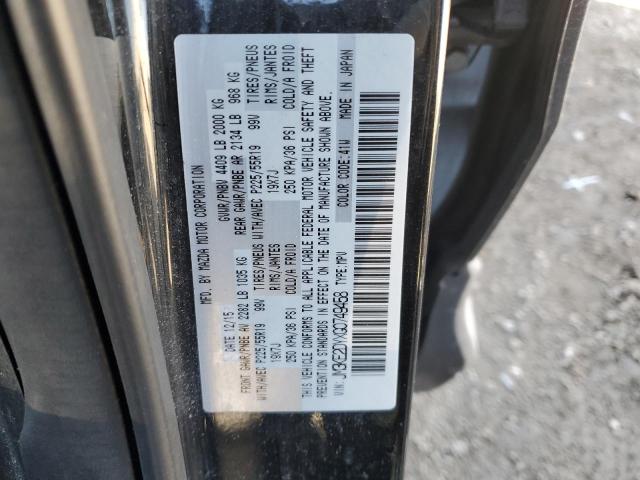 MFD. BY MAZDA MOTOR CORPORATION
DATE 12/15 GVWR/PNBV 4409 LB 2000 KG
FRONT GAWR/PNBE AV 2282 LB 1035 KG REAR GAWR/PNBE AR 2134 LB 968 KG
WITH/AVEC P225/55R19 99V TIRES/PNEUS WITH/AVEC P225/55R19 99V TIRES/PNEUS
19X7J RIMS/JANTES 19X7J RIMS/JANTES
250 KPA/36 PSI COLD/A FROID 250 KPA/36 PSI COLD/A FROID
THIS VEHICLE CONFORMS TO ALL APPLICABLE FEDERAL MOTOR VEHICLE SAFETY AND THEFT
PREVENTION STANDARDS IN EFFECT ON THE DATE OF MANUFACTURE SHOWN ABOVE.
VIN: JM3KE2DYXG0749458 TYPE:MPV COLOR CODE:41W MADE IN JAPAN